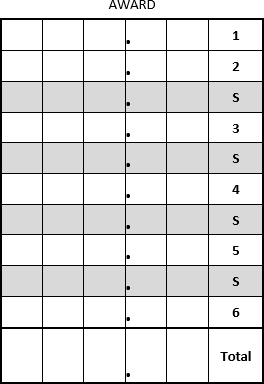 AWARD
. 1
. 2
. S
. 3
. S
. 4
. S
. 5
. S
. 6
. Total